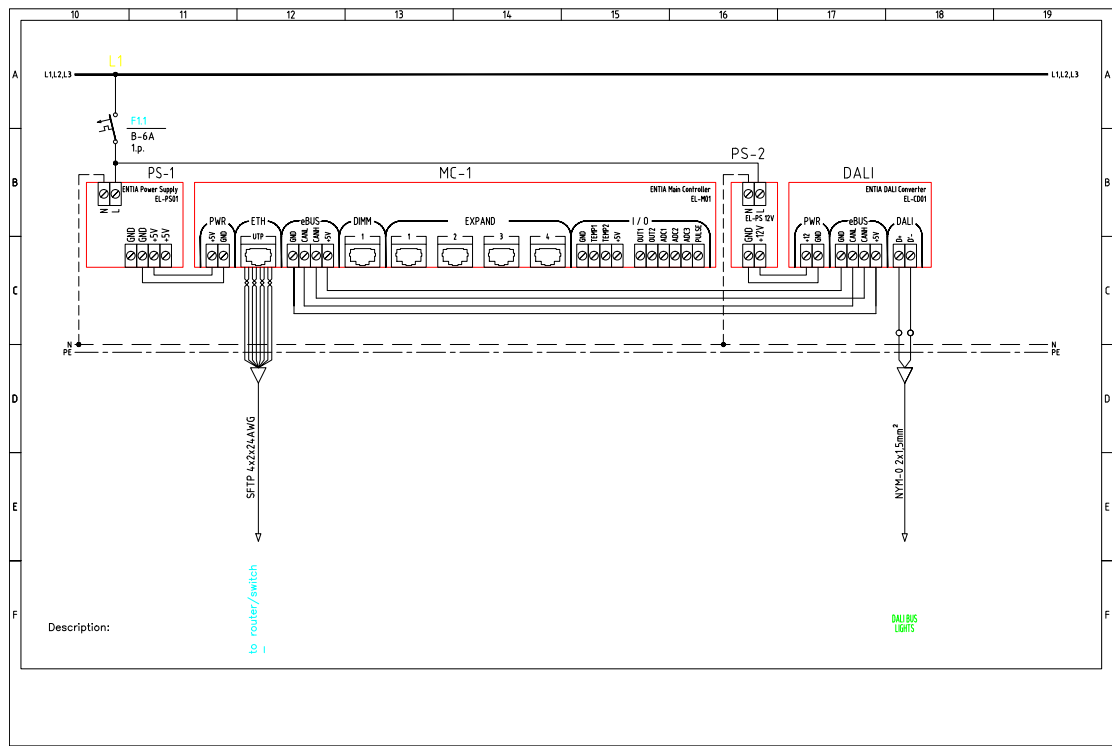 10 11 12 13 14 15 16 17 18 19
L1
A L1,L2,L3 L1,L2,L3 A
F1.1
B-6A
1.p.
PS-1 MC-1 PS-2 DALI
B B
ENTIA Power Supply
EL-PS01
ENTIA Main Controller
EL-M01
ENTIA DALI Converter
EL-CD01
N
L
N
L
EL-PS 12V
PWR ETH eBUS DIMM EXPAND I / O PWR eBUS DALI
GND
GND
+5V
+5V
+5V
GND
UTP
GND
CANL
CANH
+5V
1 1 2 3 4
GND
TEMP1
TEMP2
+5V
OUT1
OUT2
ADC1
ADC2
ADC3
PULSE
GND
+12V
+12
GND
GND
CANL
CANH
+5V
D+
D-
C C
N N
PE PE
D D
SFTP 4x2x24AWG
NYM-0 2x1,5mm²
E E
F F
to router/switch
Description:
DALI BUS
LIGHTS